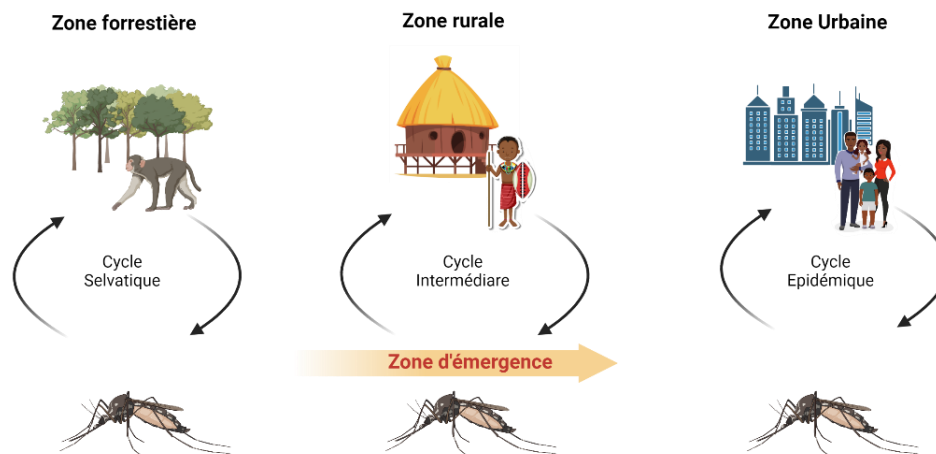 Zone forrestière
Zone rurale
Zone Urbaine
Cycle
Selvatique
Cycle
Intermédiare
Cycle
Epidémique
Zone d'émergence